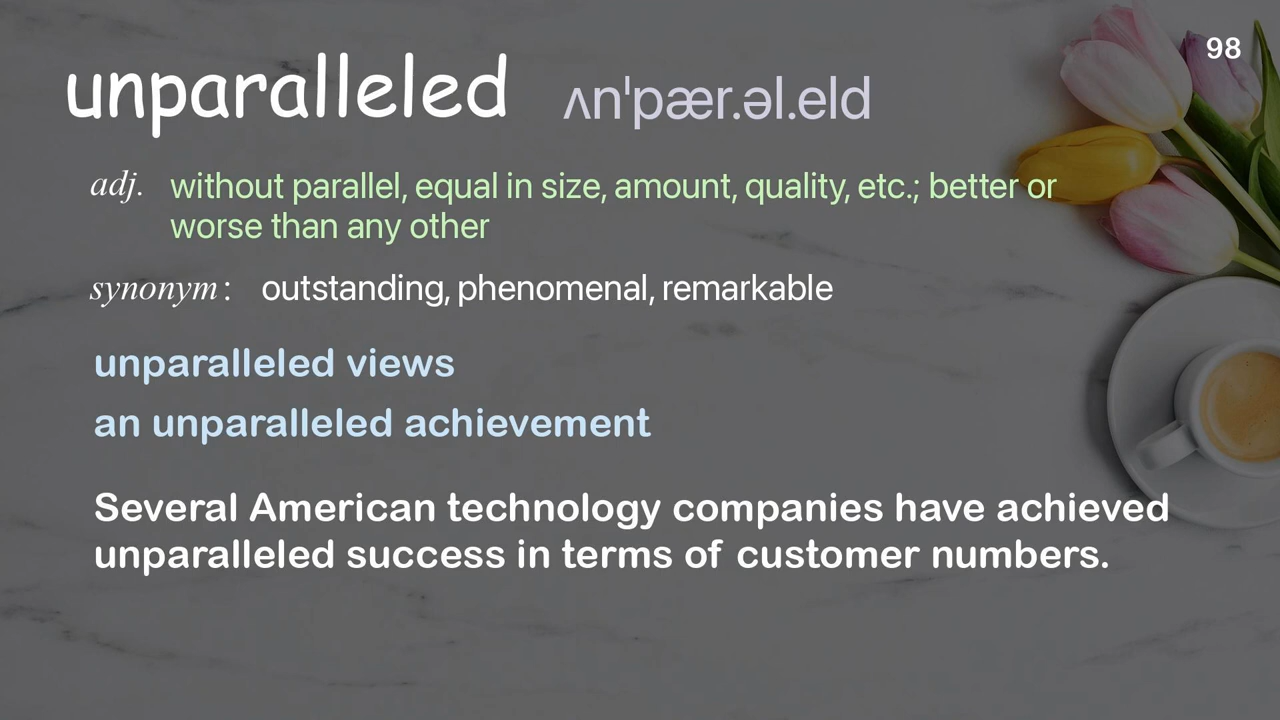 98
unparalleled ʌnˈpær.əl.eld
adj. without parallel, equal in size, amount, quality, etc.; better or
worse than any other
synonym: outstanding, phenomenal, remarkable
unparalleled views
an unparalleled achievement
Several American technology companies have achieved
unparalleled success in terms of customer numbers.